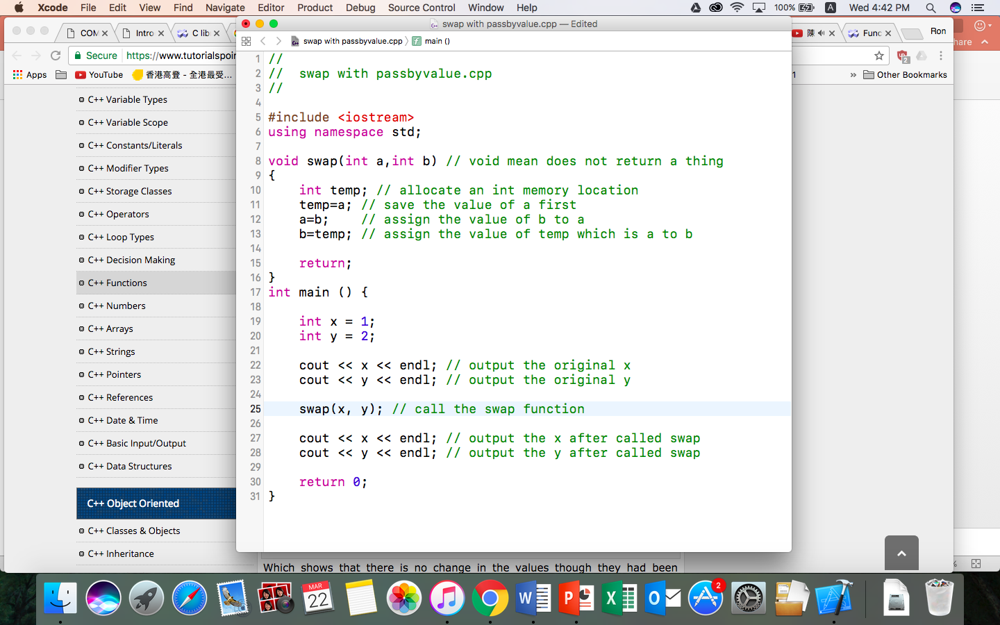 Xcode File Edit View Find Navigate Editor Product Debug Source Control Window Help 100% A Wed 4:42 PM
swap with passbyvalue.cpp — Edited
COM Intro C lib 陳 Func Ron
swap with passbyvalue.cpp main ()
Secure https://www.tutorialspoin hare
Apps YouTube 香港高登 - 全港最受... 1 » Other Bookmarks
C++ Variable Types
C++ Variable Scope
C++ Constants/Literals
C++ Modifier Types
C++ Storage Classes
C++ Operators
C++ Loop Types
C++ Decision Making
C++ Functions
C++ Numbers
C++ Arrays
C++ Strings
C++ Pointers
C++ References
C++ Date & Time
C++ Basic Input/Output
C++ Data Structures
C++ Object Oriented
C++ Classes & Objects
C++ Inheritance
1 //
2 //  swap with passbyvalue.cpp
3 //
4
5 #include <iostream>
6 using namespace std;
7
8 void swap(int a,int b) // void mean does not return a thing
9 {
10     int temp; // allocate an int memory location
11     temp=a; // save the value of a first
12     a=b;    // assign the value of b to a
13     b=temp; // assign the value of temp which is a to b
14
15     return;
16 }
17 int main () {
18
19     int x = 1;
20     int y = 2;
21
22     cout << x << endl; // output the original x
23     cout << y << endl; // output the original y
24
25     swap(x, y); // call the swap function
26
27     cout << x << endl; // output the x after called swap
28     cout << y << endl; // output the y after called swap
29
30     return 0;
31 }
Which shows that there is no change in the values though they had been
MAR
22
W P X O
2